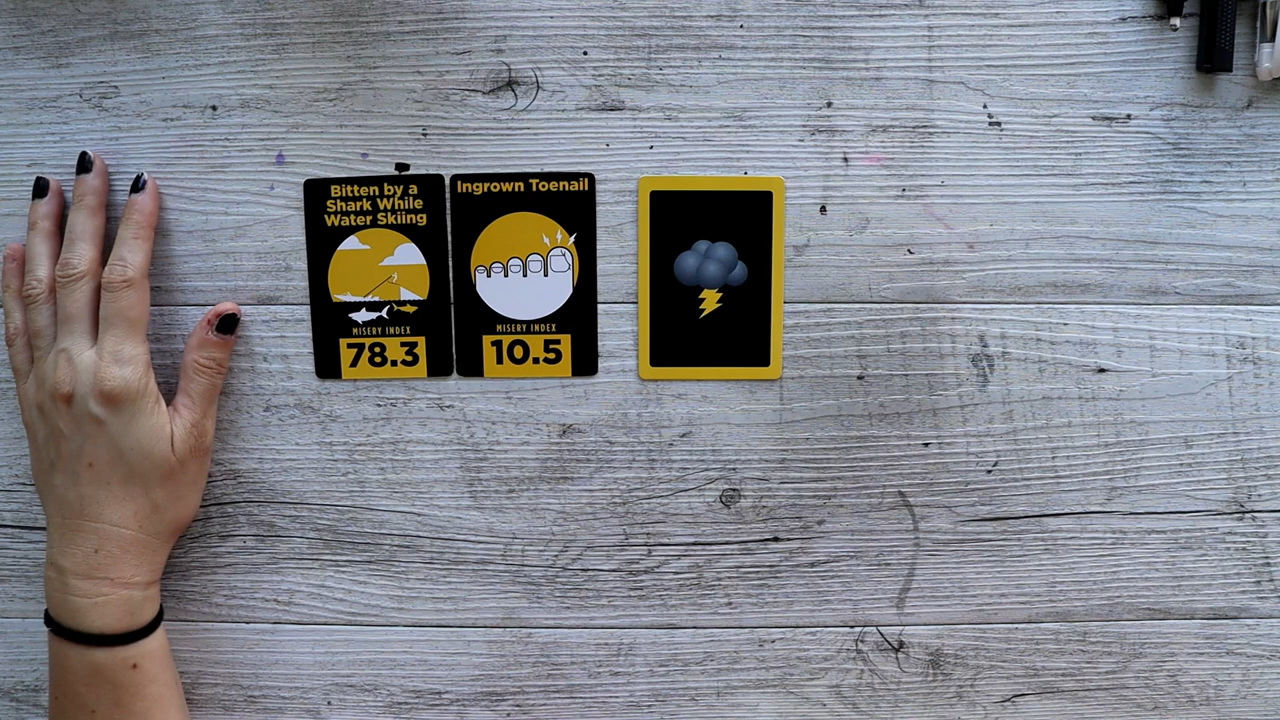 Bitten by a
Shark While
Water Skiing
MISERY INDEX
78.3
Ingrown Toenail
MISERY INDEX
10.5